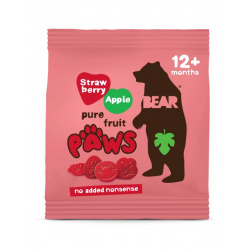 Straw
berry
Apple
12+
months
BEAR
pure
fruit
PAWS
no added nonsense